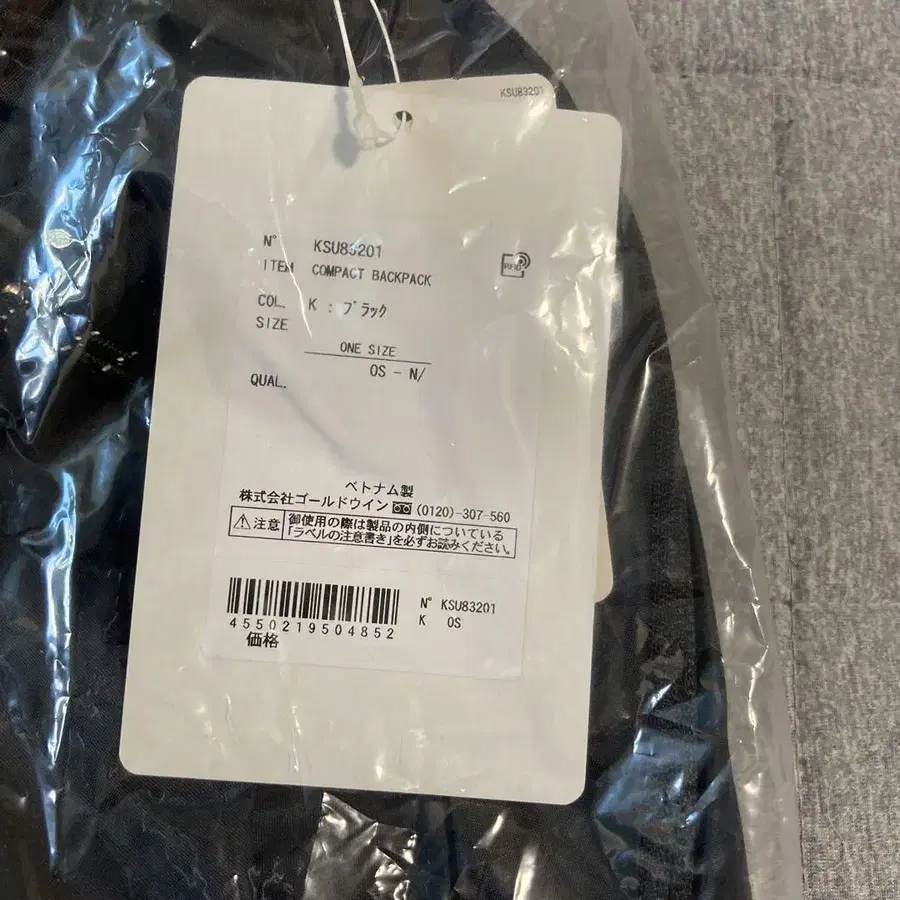 KSU83201
N° KSU83201
ITEM COMPACT BACKPACK
COL. K : ブラック
SIZE
ONE SIZE
OS - N/
QUAL.
RFID
ベトナム製
株式会社ゴールドウイン (0120)-307-560
注意 御使用の際は製品の内側についている
「ラベルの注意書き」を必ずお読みください。
4550219504852
価格
N° KSU83201
K OS